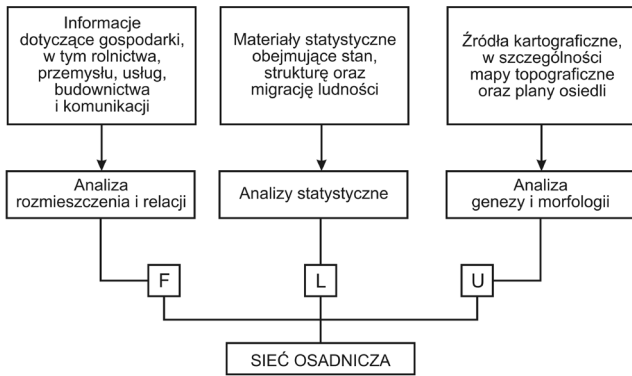 Informacje
dotyczące gospodarki,
w tym rolnictwa,
przemysłu, usług,
budownictwa
i komunikacji
Materiały statystyczne
obejmujące stan,
strukturę oraz
migrację ludności
Źródła kartograficzne,
w szczególności
mapy topograficzne
oraz plany osiedli
Analiza
rozmieszczenia i relacji
Analizy statystyczne
Analiza
genezy i morfologii
F
L
U
SIEĆ OSADNICZA